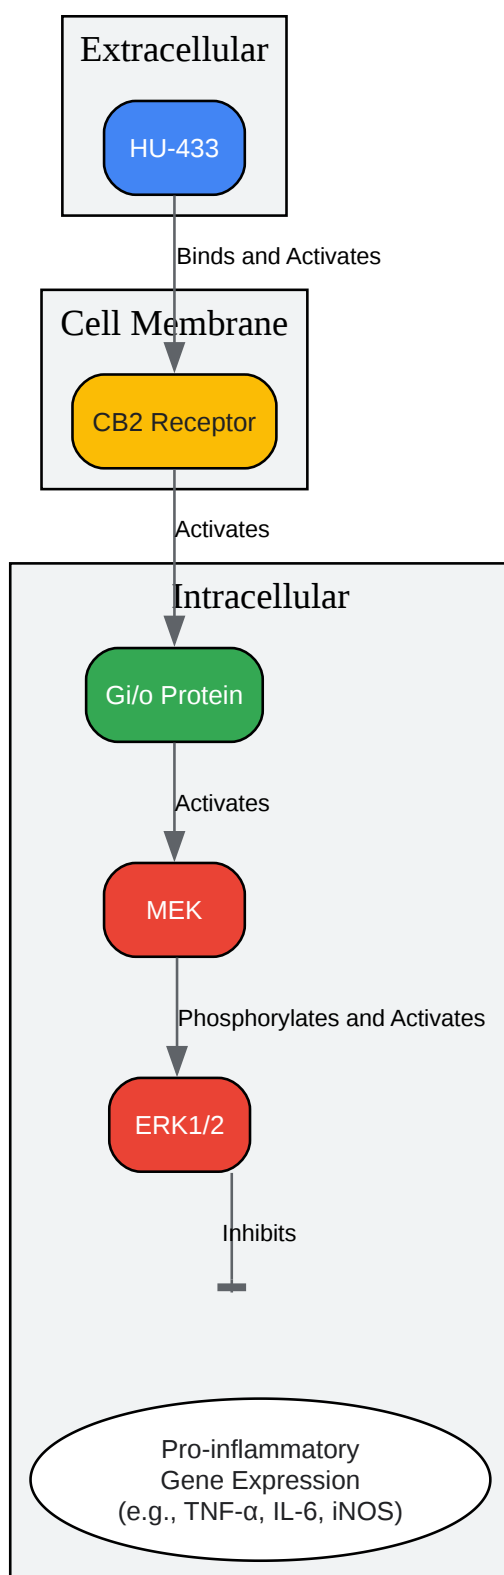 Extracellular
HU-433
Binds and Activates
Cell Membrane
CB2 Receptor
Activates
Intracellular
Gi/o Protein
Activates
MEK
Phosphorylates and Activates
ERK1/2
Inhibits
Pro-inflammatory
Gene Expression
(e.g., TNF-α, IL-6, iNOS)